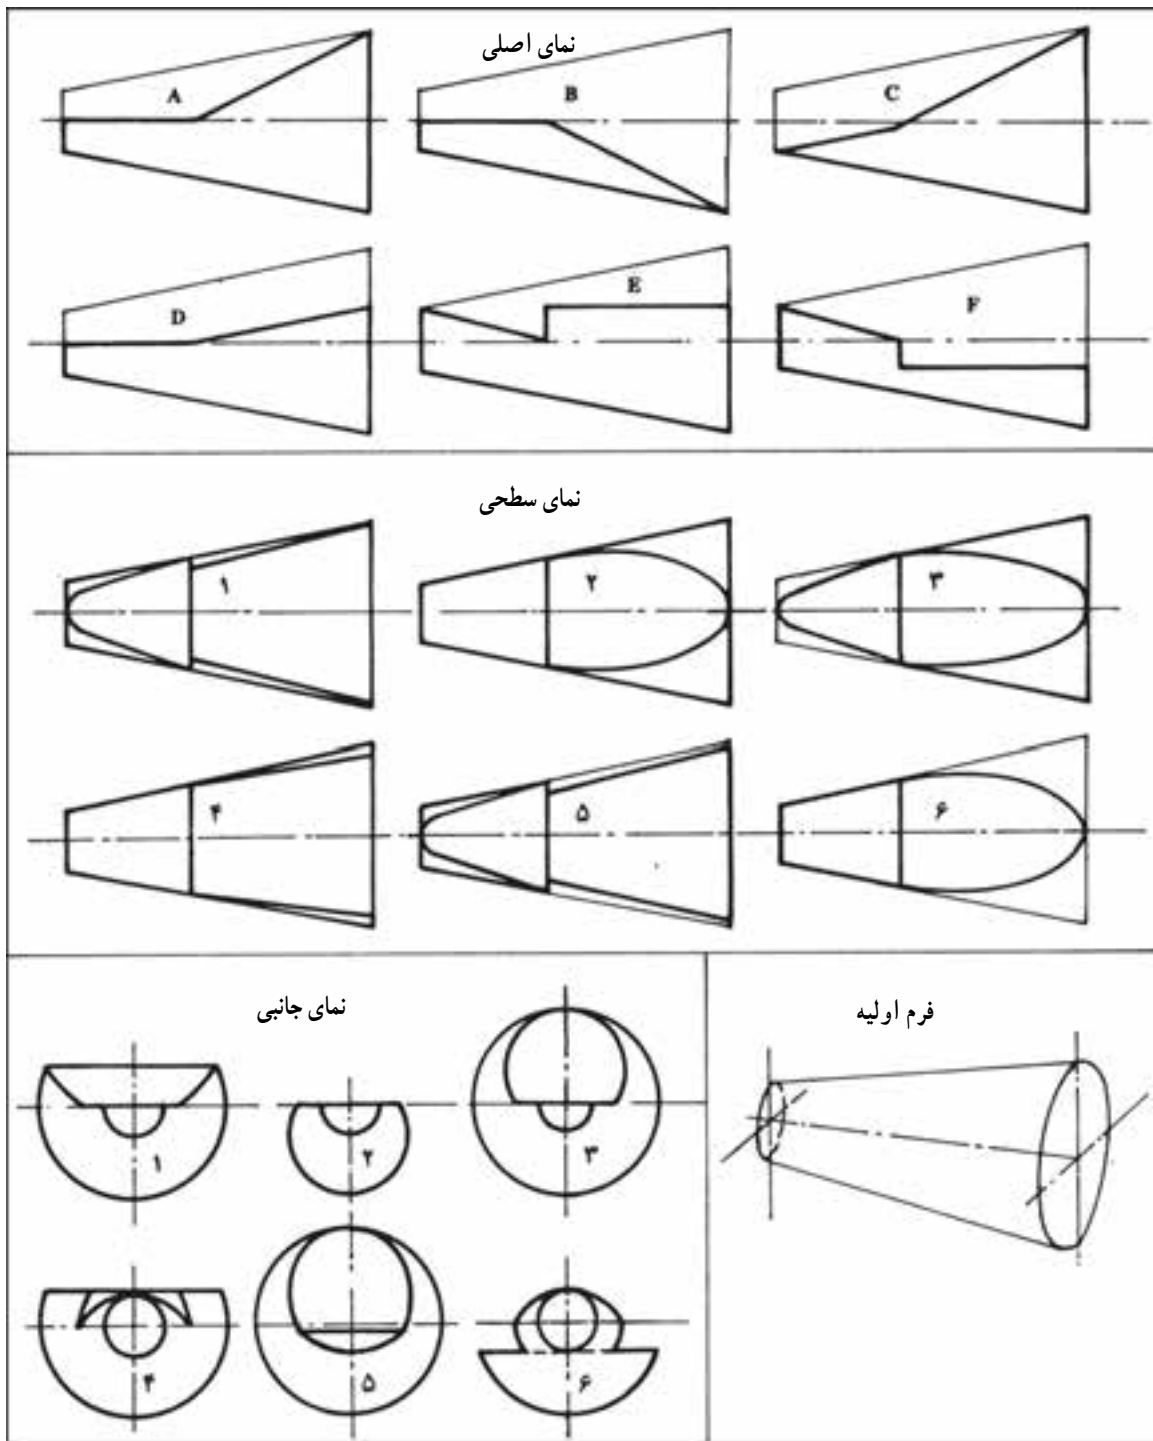 نمای اصلی
A
B
C
D
E
F
نمای سطحی
۱
۲
۳
۴
۵
۶
نمای جانبی
۱
۲
۳
۴
۵
۶
فرم اولیه